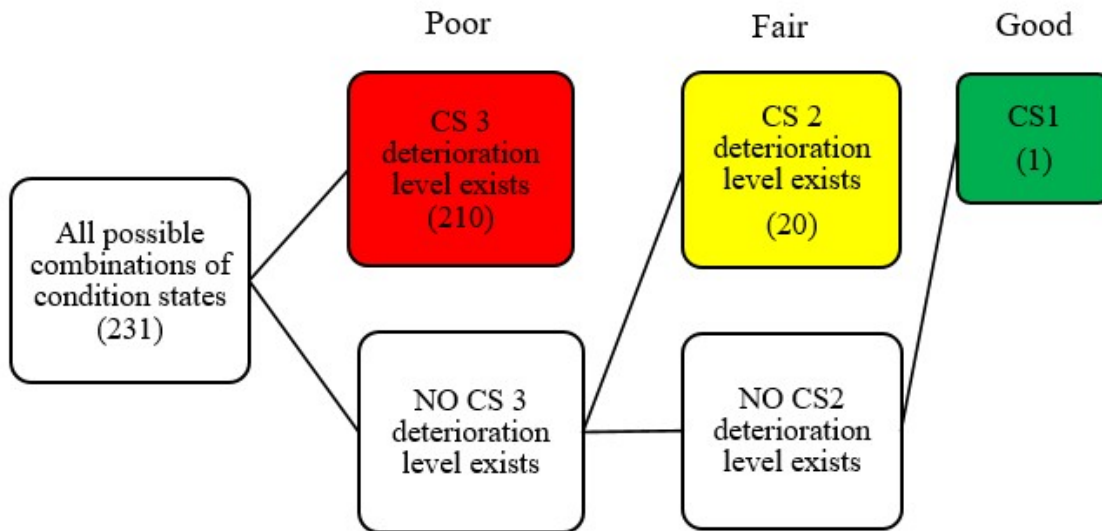 Poor
Fair
Good
CS 3
deterioration
level exists
(210)
CS 2
deterioration
level exists
(20)
CS1
(1)
All possible
combinations of
condition states
(231)
NO CS 3
deterioration
level exists
NO CS2
deterioration
level exists